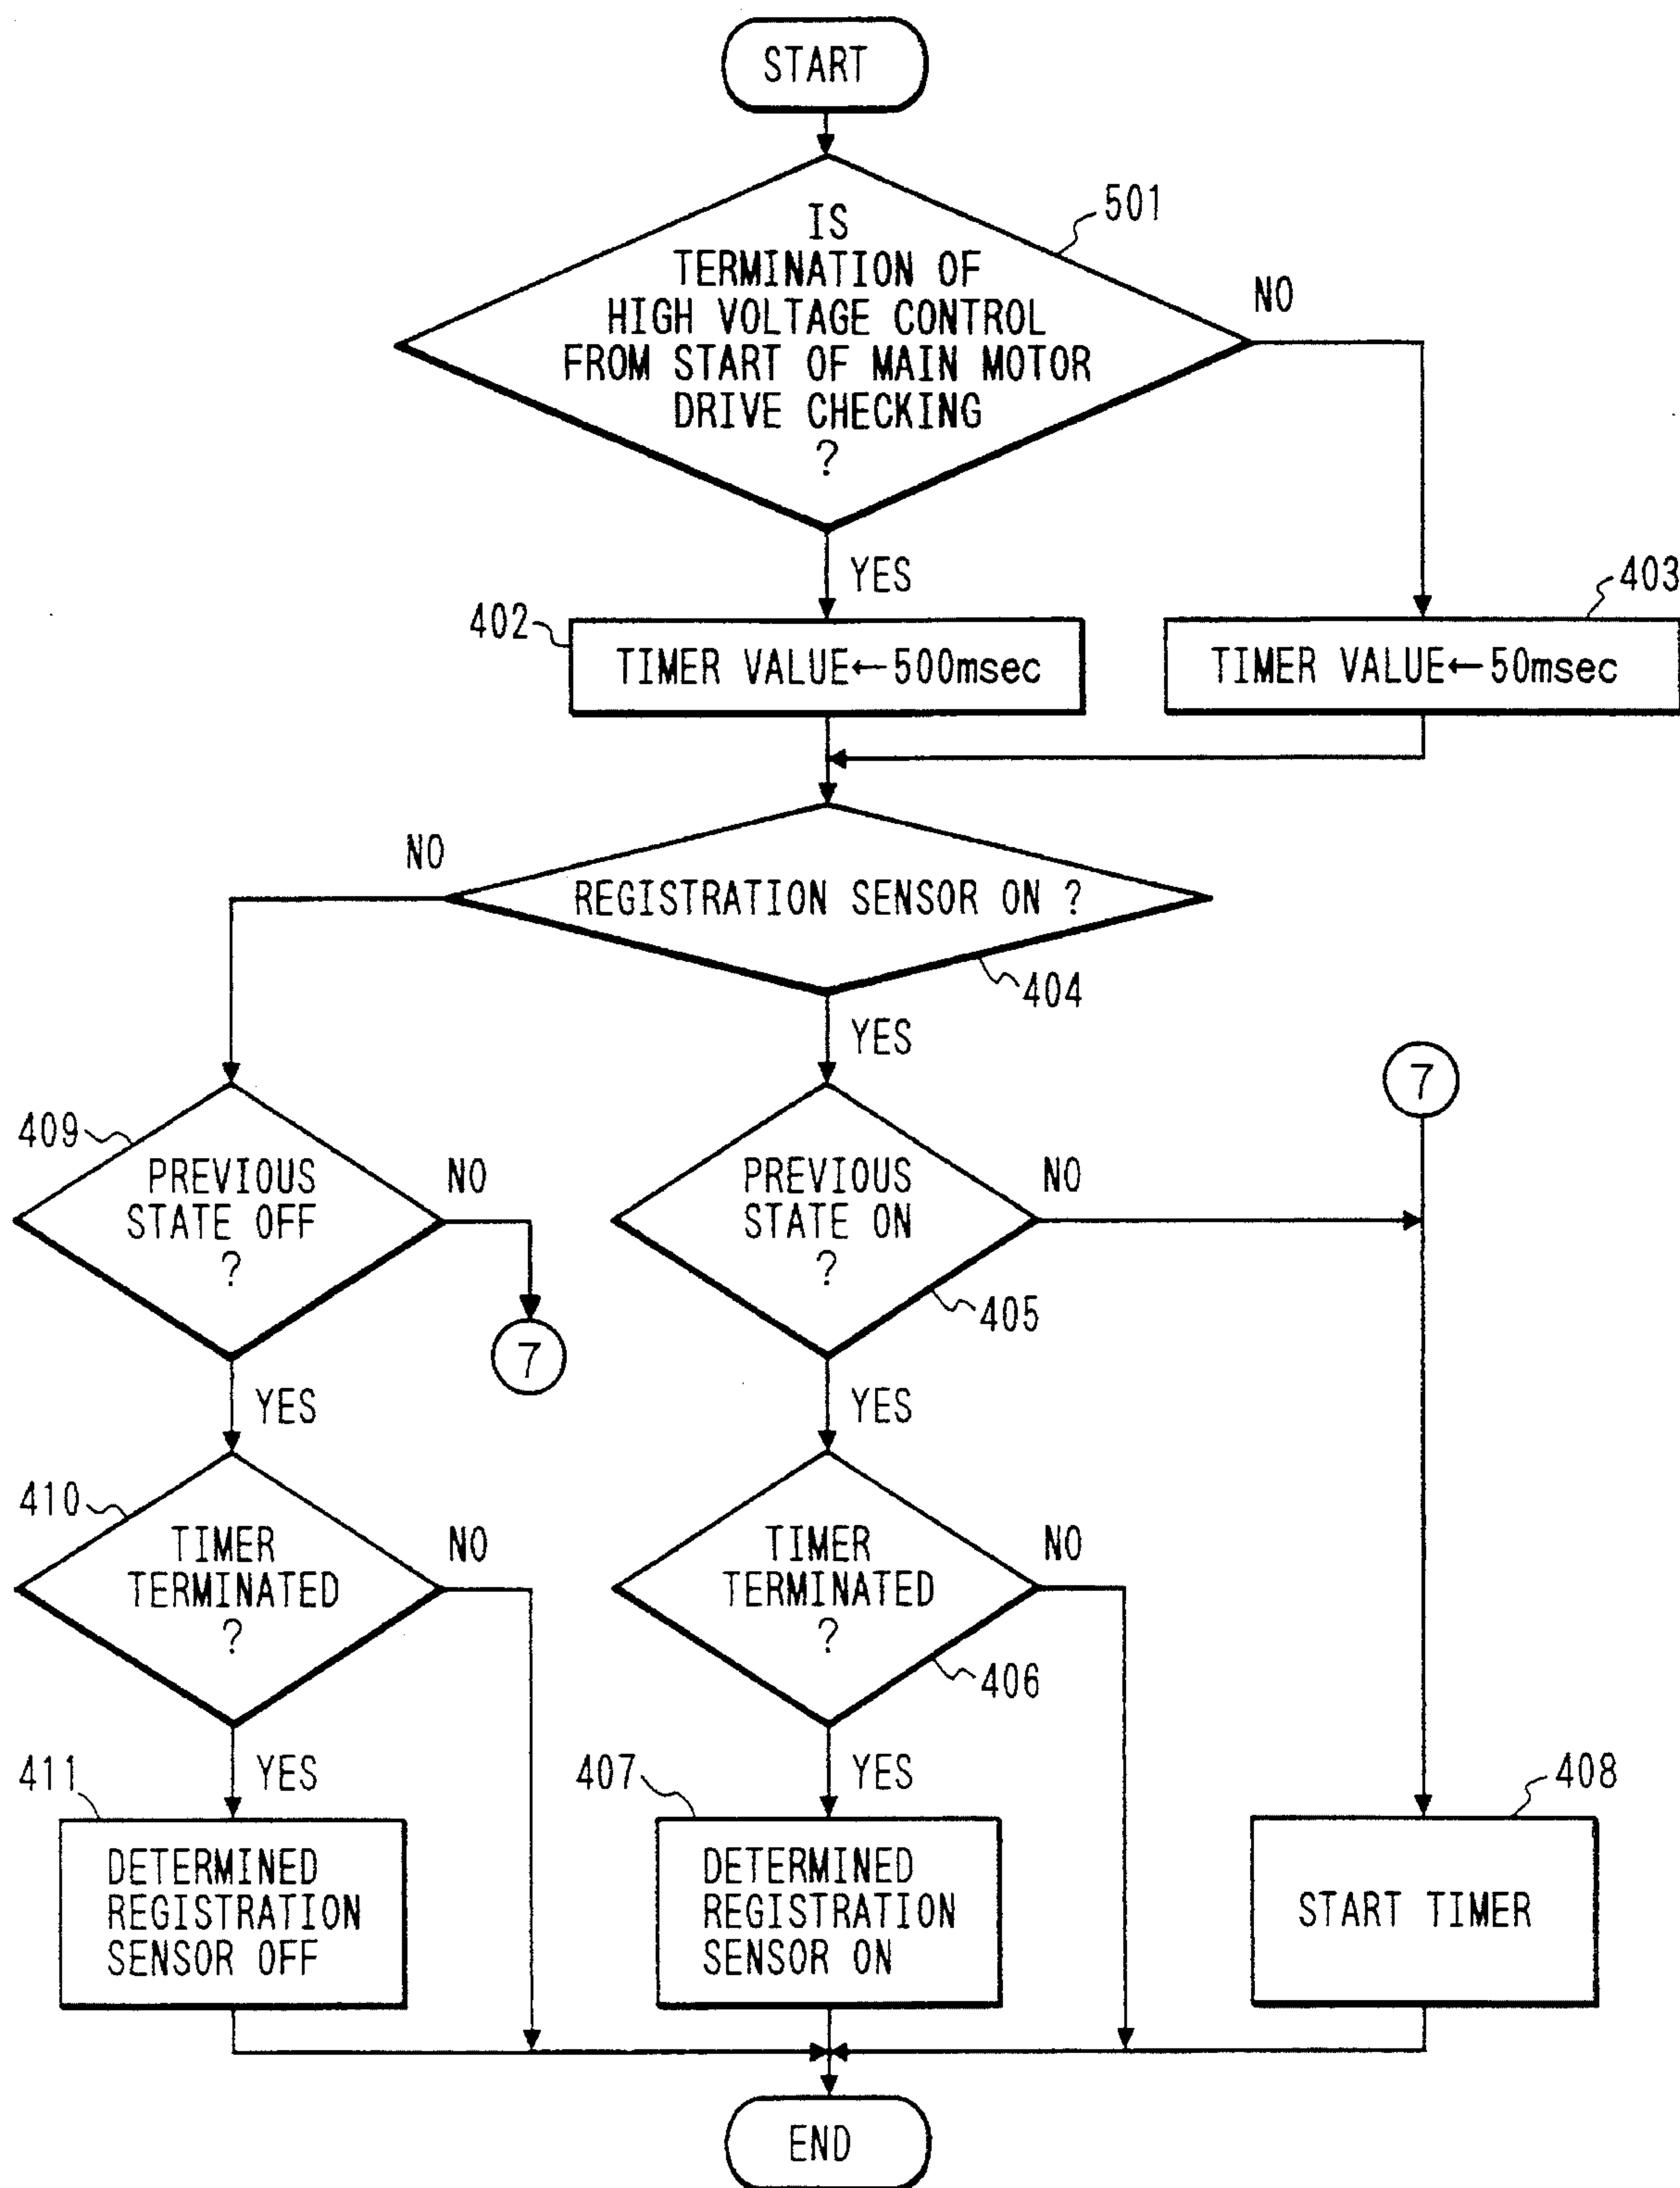 START
501
IS
TERMINATION OF
HIGH VOLTAGE CONTROL
FROM START OF MAIN MOTOR
DRIVE CHECKING
?
NO
YES
402
TIMER VALUE←500msec
403
TIMER VALUE←50msec
NO
REGISTRATION SENSOR ON ?
404
YES
7
409
PREVIOUS
STATE OFF
?
NO
7
YES
PREVIOUS
STATE ON
?
NO
405
YES
410
TIMER
TERMINATED
?
NO
YES
TIMER
TERMINATED
?
NO
406
YES
411
DETERMINED
REGISTRATION
SENSOR OFF
407
DETERMINED
REGISTRATION
SENSOR ON
408
START TIMER
END